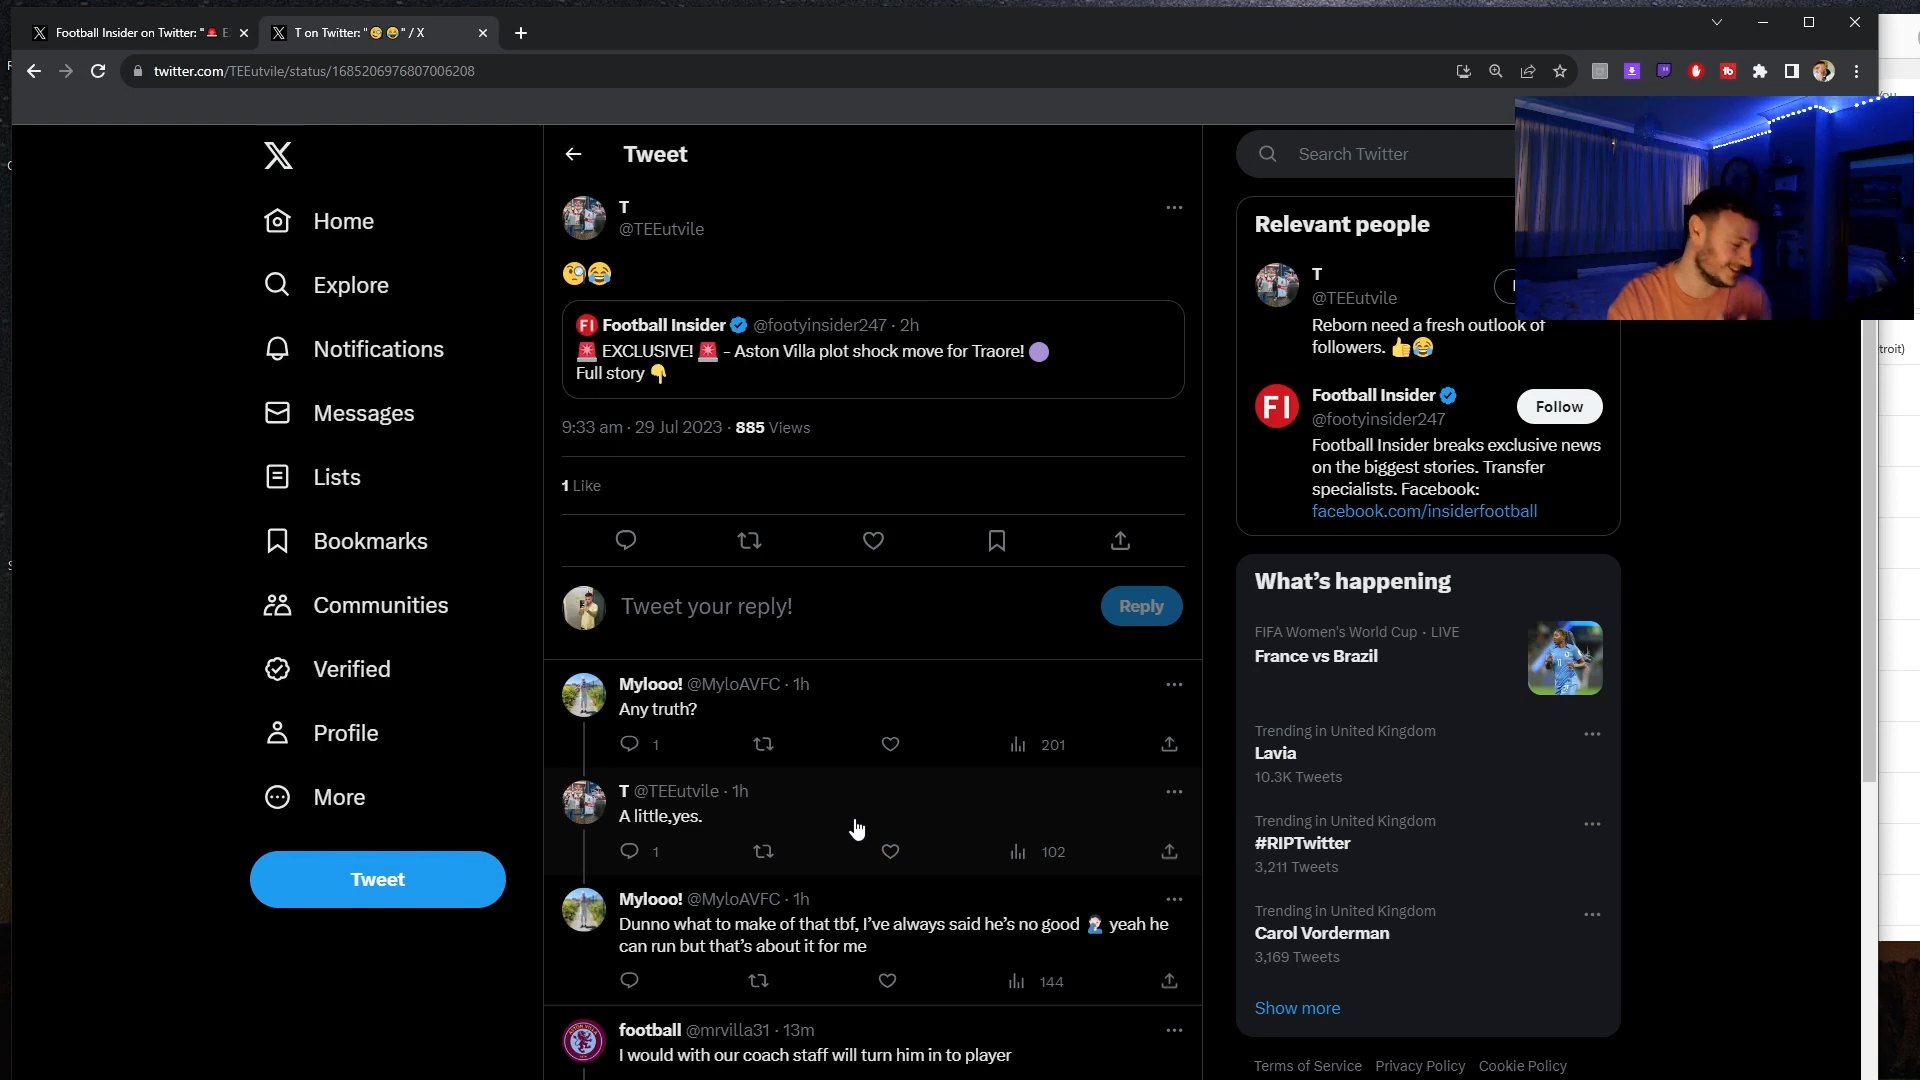 Football Insider on Twitter: "🚨 E
T on Twitter: "🧐😂" / X
twitter.com/TEEutvile/status/1685206976807006208
Tweet
Search Twitter
Home
Explore
Notifications
Messages
Lists
Bookmarks
Communities
Verified
Profile
More
Tweet
T
@TEEutvile
🧐😂
Football Insider @footyinsider247 · 2h
🚨 EXCLUSIVE! 🚨 - Aston Villa plot shock move for Traore! 🟣
Full story 👇
9:33 am · 29 Jul 2023 · 885 Views
1 Like
Tweet your reply!
Reply
Mylooo! @MyloAVFC · 1h
Any truth?
1
201
T @TEEutvile · 1h
A little,yes.
1
102
Mylooo! @MyloAVFC · 1h
Dunno what to make of that tbf, I've always said he's no good 🤦🏻‍♂️ yeah he
can run but that's about it for me
144
football @mrvilla31 · 13m
I would with our coach staff will turn him in to player
Relevant people
T
@TEEutvile
Reborn need a fresh outlook of
followers. 👍😂
FI
Football Insider
@footyinsider247
Follow
Football Insider breaks exclusive news
on the biggest stories. Transfer
specialists. Facebook:
facebook.com/insiderfootball
What's happening
FIFA Women's World Cup · LIVE
France vs Brazil
Trending in United Kingdom
Lavia
10.3K Tweets
Trending in United Kingdom
#RIPTwitter
3,211 Tweets
Trending in United Kingdom
Carol Vorderman
3,169 Tweets
Show more
Terms of Service Privacy Policy Cookie Policy
troit)